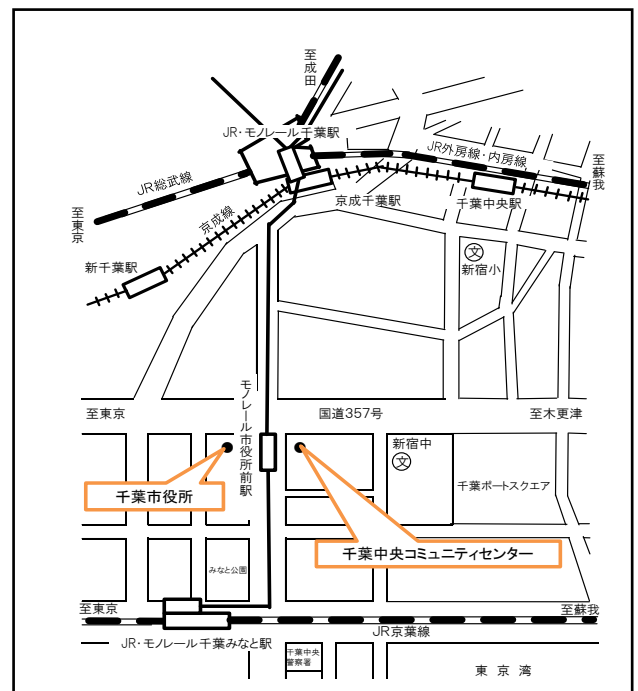 至成田
JR・モノレール千葉駅
JR外房線・内房線
至蘇我
JR総武線
京成千葉駅
千葉中央駅
至東京
京成線
新千葉駅
文
新宿小
モノレール市役所前駅
至東京
国道357号
至木更津
新宿中
文
千葉市役所
千葉ポートスクエア
千葉中央コミュニティセンター
みなと公園
至東京
至蘇我
JR・モノレール千葉みなと駅
JR京葉線
千葉中央
警察署
東京湾